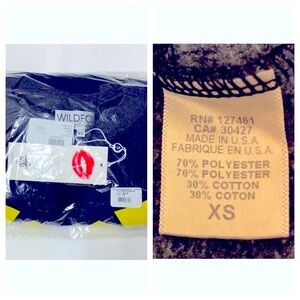 WILDFO
RN# 127461
CA# 30427
MADE IN U.S.A.
FABRIQUE EN U.S.A.
70% POLYESTER
70% POLYESTER
30% COTTON
30% COTON
XS